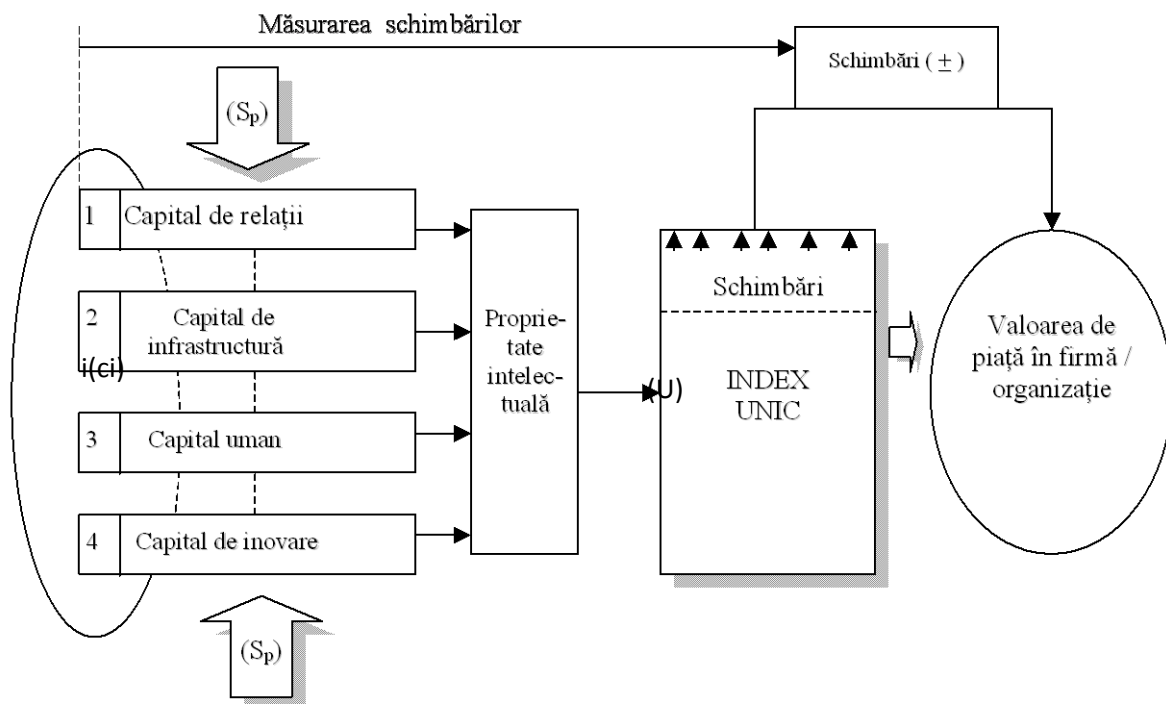 Măsurarea schimbărilor
Schimbări ( ± )
(Sp)
1 Capital de relații
2 Capital de
infrastructură
i(ci)
3 Capital uman
4 Capital de inovare
(Sp)
Proprie-
tate
intelec-
tuală
(U)
Schimbări
INDEX
UNIC
Valoarea de
piață în firmă /
organizație